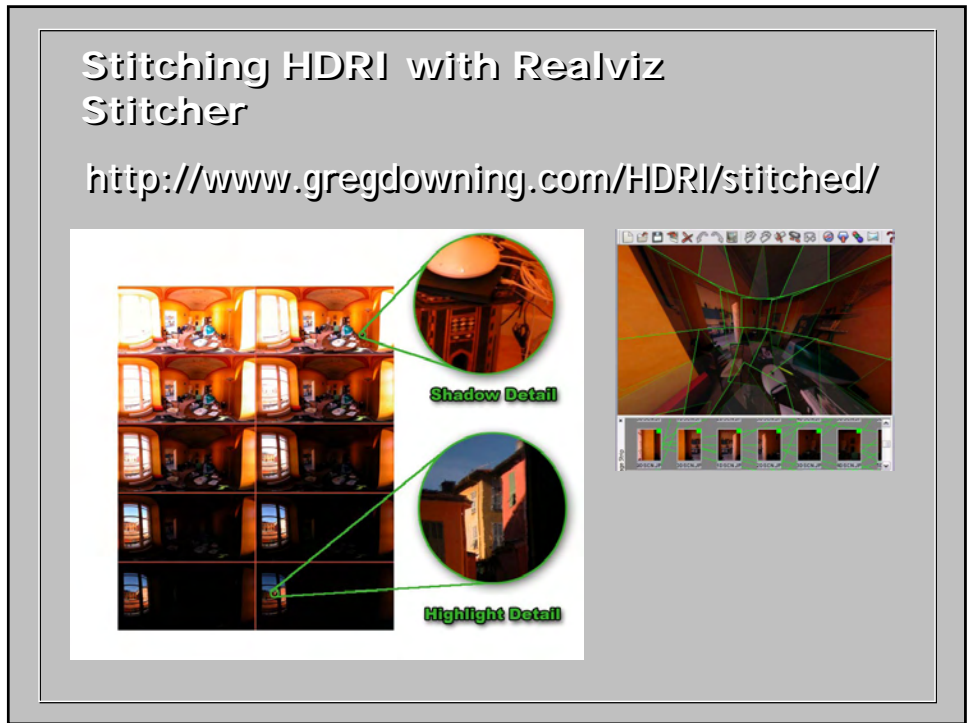 Stitching HDRI with Realviz
Stitcher
http://www.gregdowning.com/HDRI/stitched/
Shadow Detail
Highlight Detail